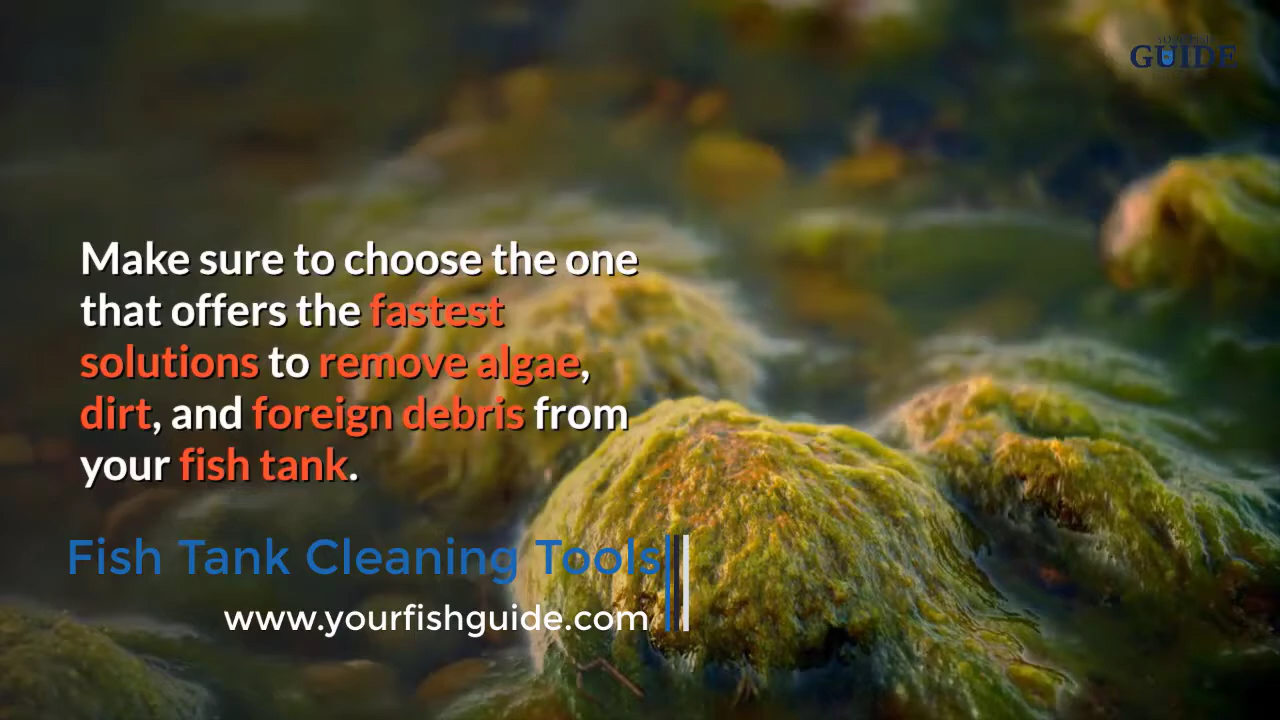 GUIDE
Make sure to choose the one
that offers the fastest
solutions to remove algae,
dirt, and foreign debris from
your fish tank.
Fish Tank Cleaning Tools
www.yourfishguide.com